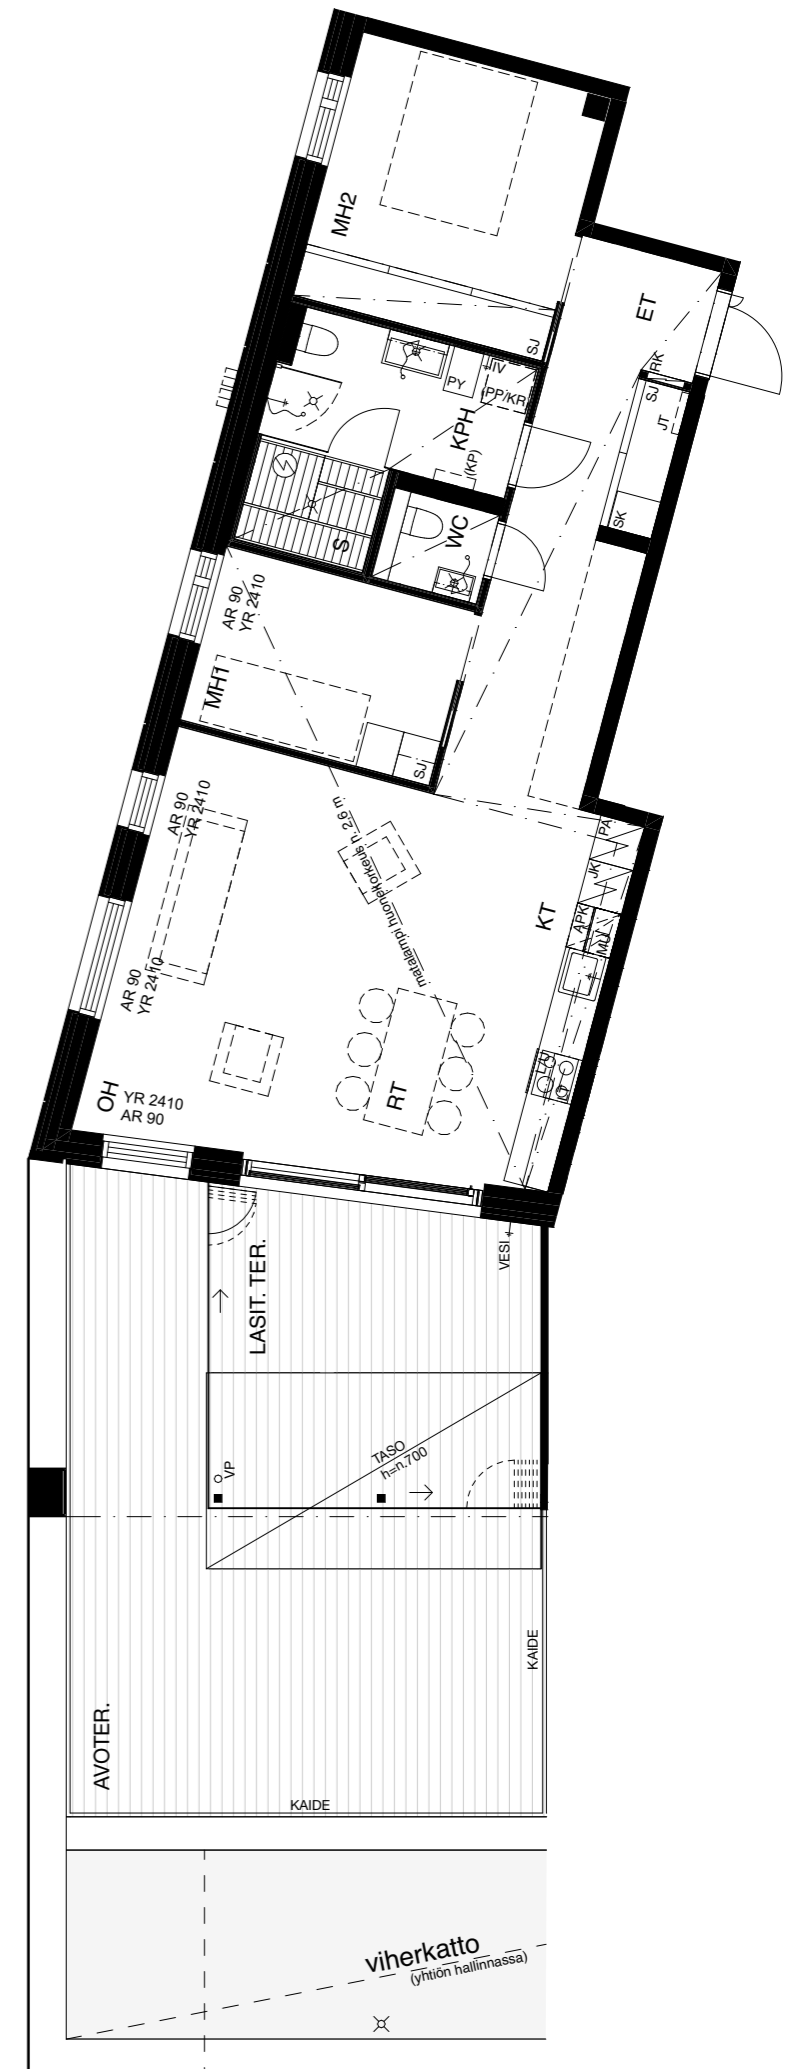 MH2
SJ
ET
RK
SJ
JT
SK
IV
(PP/KR)
PY
KPH
(KP)
WC
S
AR 90
YR 2410
MH1
SJ
AR 90
YR 2410
matalampi huonekorkeus n. 2,6 m
PA
JK
APK
MU
KT
LU
AR 90
YR 2410
RT
OH
YR 2410
AR 90
VESI
LASIT. TER.
TASO
h=n.700
VP
KAIDE
AVOTER.
KAIDE
viherkatto
(yhtiön hallinnassa)